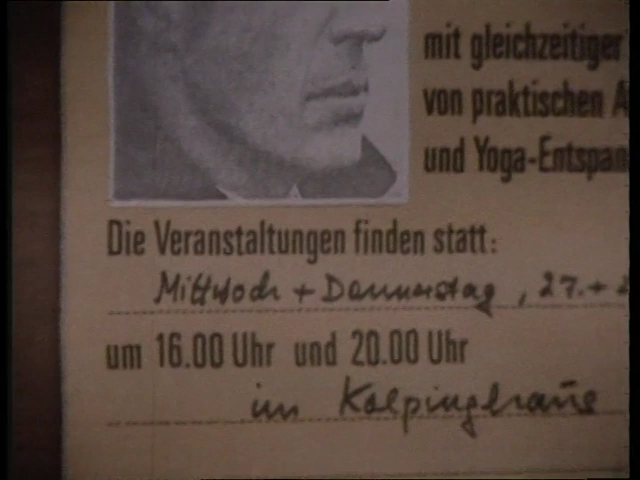 mit gleichzeitiger
von praktischen A
und Yoga-Entspan
Die Veranstaltungen finden statt:
Mittwoch + Donnerstag, 27. + 2
um 16.00 Uhr und 20.00 Uhr
im Kolpinghaus